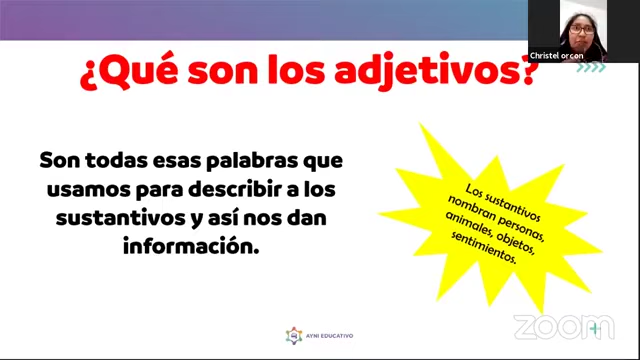 Christel orcon
¿Qué son los adjetivos?
Son todas esas palabras que
usamos para describir a los
sustantivos y así nos dan
información.
Los sustantivos
nombran personas,
animales, objetos,
sentimientos.
AYNI EDUCATIVO
zoom